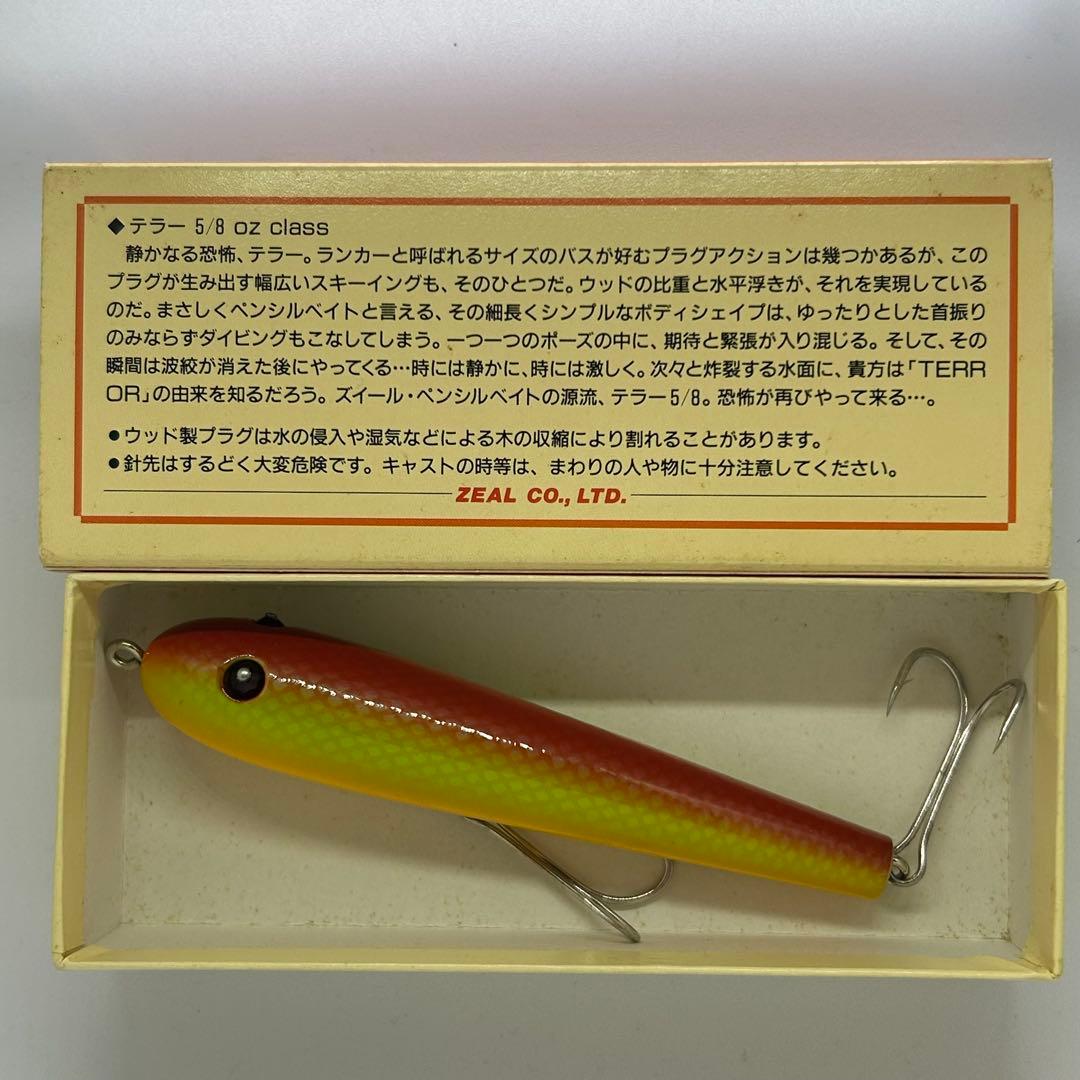 ◆テラー 5/8 oz class
静かなる恐怖、テラー。ランカーと呼ばれるサイズのバスが好むプラグアクションは幾つかあるが、この
プラグが生み出す幅広いスキーイングも、そのひとつだ。ウッドの比重と水平浮きが、それを実現している
のだ。まさしくペンシルベイトと言える、その細長くシンプルなボディシェイプは、ゆったりとした首振り
のみならずダイビングもこなしてしまう。一つ一つのポーズの中に、期待と緊張が入り混じる。そして、その
瞬間は波紋が消えた後にやってくる…時には静かに、時には激しく。次々と炸裂する水面に、貴方は「TERR
OR」の由来を知るだろう。ズイール・ペンシルベイトの源流、テラー5/8。恐怖が再びやって来る…。
●ウッド製プラグは水の侵入や湿気などによる木の収縮により割れることがあります。
●針先はするどく大変危険です。キャストの時等は、まわりの人や物に十分注意してください。
ZEAL CO., LTD.